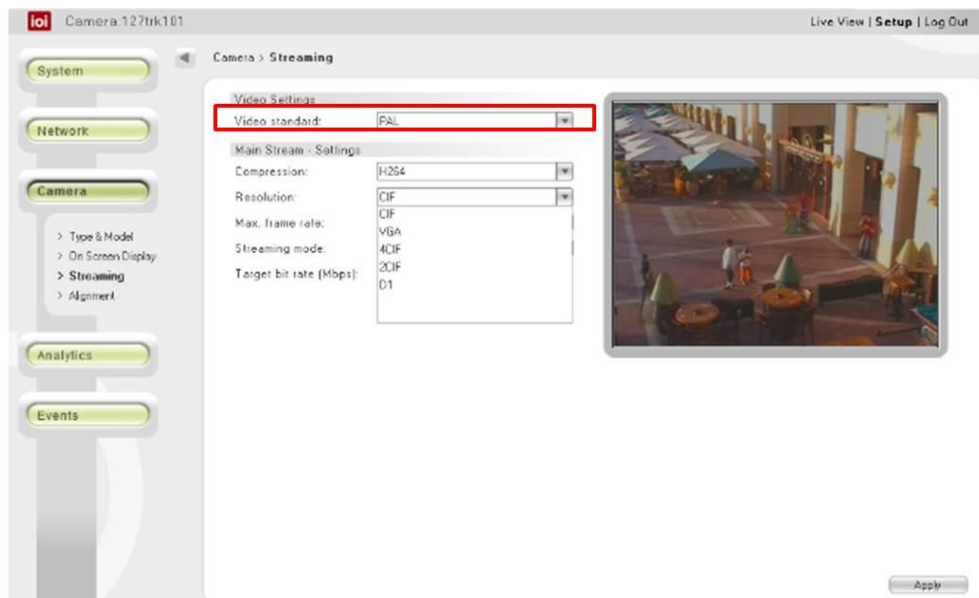 ioi Camera:127trk101 Live View | Setup | Log Out
Camera > Streaming
System
Network
Camera
> Type & Model
> On Screen Display
> Streaming
> Alignment
Analytics
Events
Video Settings
Video standard: PAL
Main Stream - Settings
Compression: H264
Resolution: CIF
Max. frame rate:
Streaming mode:
Target bit rate (Mbps):
CIF
VGA
4CIF
2CIF
D1
Apply